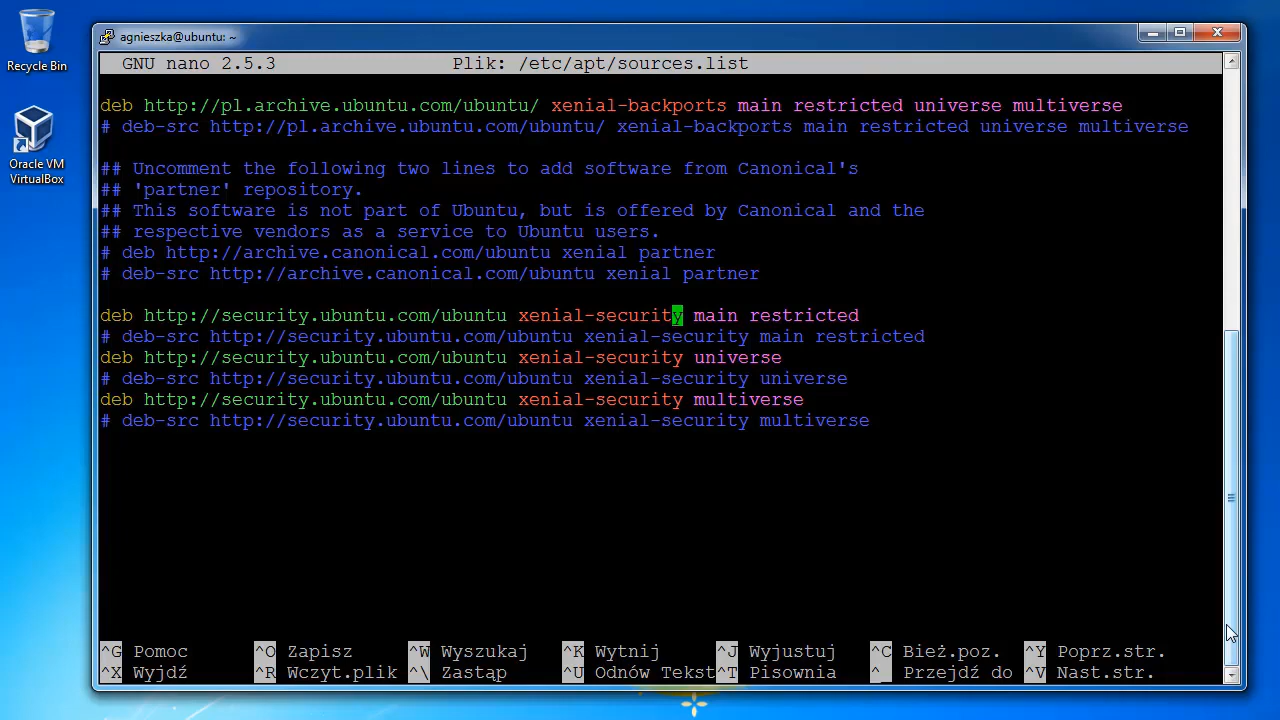 Recycle Bin
Oracle VM
VirtualBox
agnieszka@ubuntu: ~
GNU nano 2.5.3 Plik: /etc/apt/sources.list
deb http://pl.archive.ubuntu.com/ubuntu/ xenial-backports main restricted universe multiverse
# deb-src http://pl.archive.ubuntu.com/ubuntu/ xenial-backports main restricted universe multiverse
## Uncomment the following two lines to add software from Canonical's
## 'partner' repository.
## This software is not part of Ubuntu, but is offered by Canonical and the
## respective vendors as a service to Ubuntu users.
# deb http://archive.canonical.com/ubuntu xenial partner
# deb-src http://archive.canonical.com/ubuntu xenial partner
deb http://security.ubuntu.com/ubuntu xenial-security main restricted
# deb-src http://security.ubuntu.com/ubuntu xenial-security main restricted
deb http://security.ubuntu.com/ubuntu xenial-security universe
# deb-src http://security.ubuntu.com/ubuntu xenial-security universe
deb http://security.ubuntu.com/ubuntu xenial-security multiverse
# deb-src http://security.ubuntu.com/ubuntu xenial-security multiverse
^G Pomoc ^O Zapisz ^W Wyszukaj ^K Wytnij ^J Wyjustuj ^C Bież.poz. ^Y Poprz.str.
^X Wyjdź ^R Wczyt.plik ^\ Zastąp ^U Odnów Tekst ^T Pisownia ^_ Przejdź do ^V Nast.str.